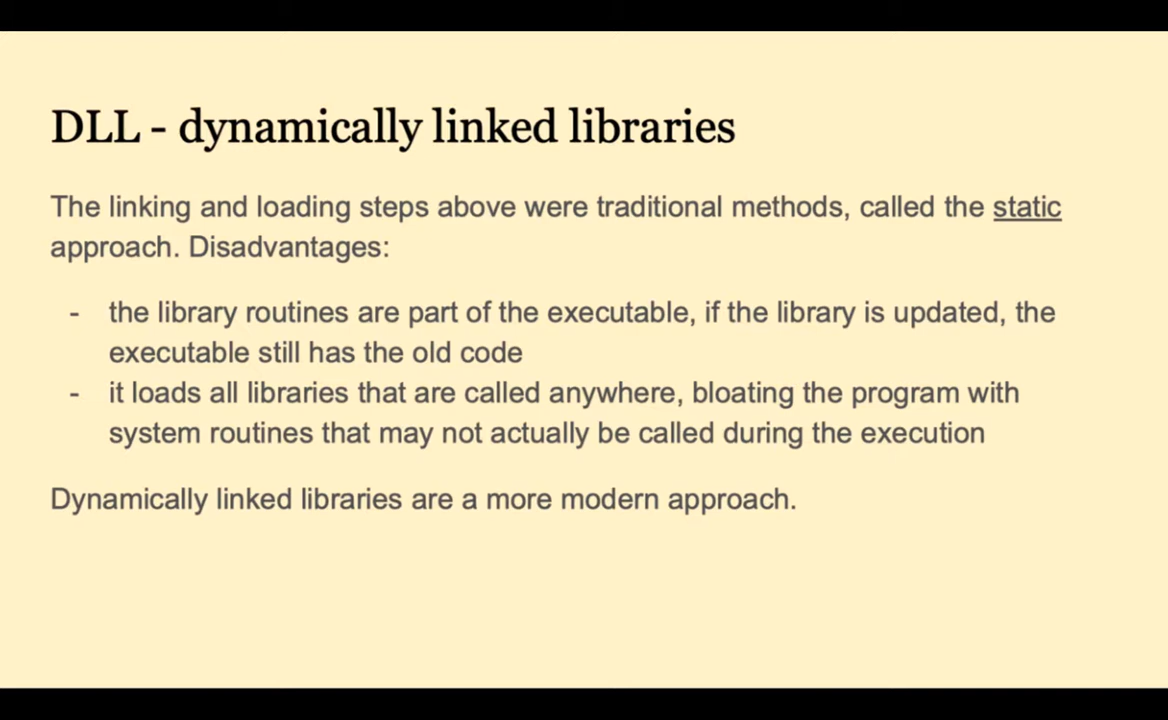 DLL - dynamically linked libraries
The linking and loading steps above were traditional methods, called the static
approach. Disadvantages:
- the library routines are part of the executable, if the library is updated, the
executable still has the old code
- it loads all libraries that are called anywhere, bloating the program with
system routines that may not actually be called during the execution
Dynamically linked libraries are a more modern approach.